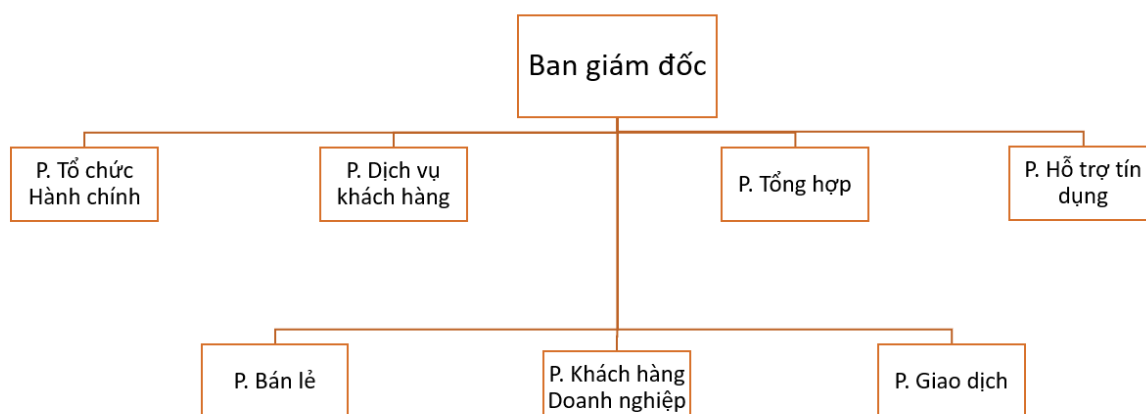 Ban giám đốc
P. Tổ chức
Hành chính
P. Dịch vụ
khách hàng
P. Tổng hợp
P. Hỗ trợ tín
dụng
P. Bán lẻ
P. Khách hàng
Doanh nghiệp
P. Giao dịch